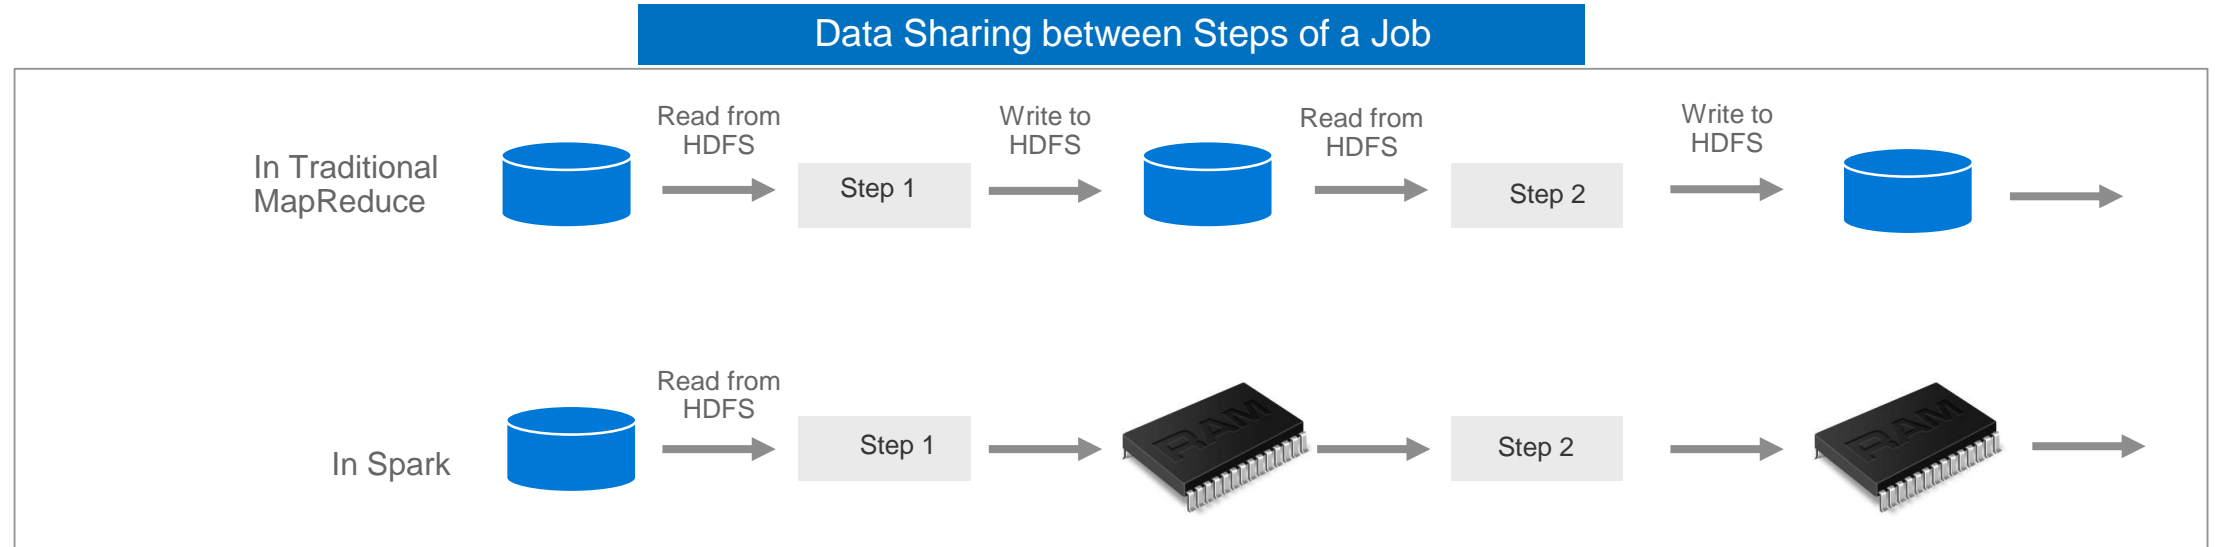 Data Sharing between Steps of a Job
In Traditional
MapReduce
Read from
HDFS
Step 1
Write to
HDFS
Read from
HDFS
Step 2
Write to
HDFS
In Spark
Read from
HDFS
Step 1
RAM
Step 2
RAM